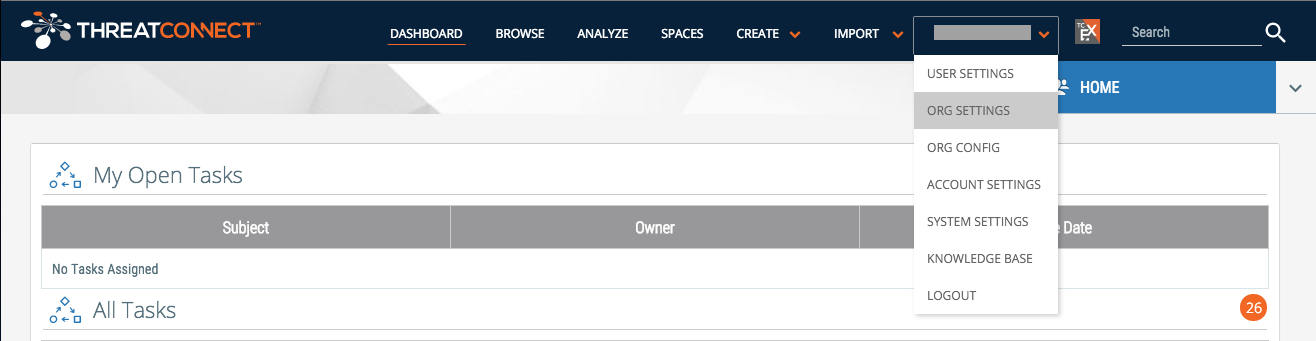 THREATCONNECT™
DASHBOARD BROWSE ANALYZE SPACES CREATE IMPORT
TC EX
Search
USER SETTINGS
ORG SETTINGS
ORG CONFIG
ACCOUNT SETTINGS
SYSTEM SETTINGS
KNOWLEDGE BASE
LOGOUT
HOME
My Open Tasks
Subject Owner Date
No Tasks Assigned
All Tasks 26